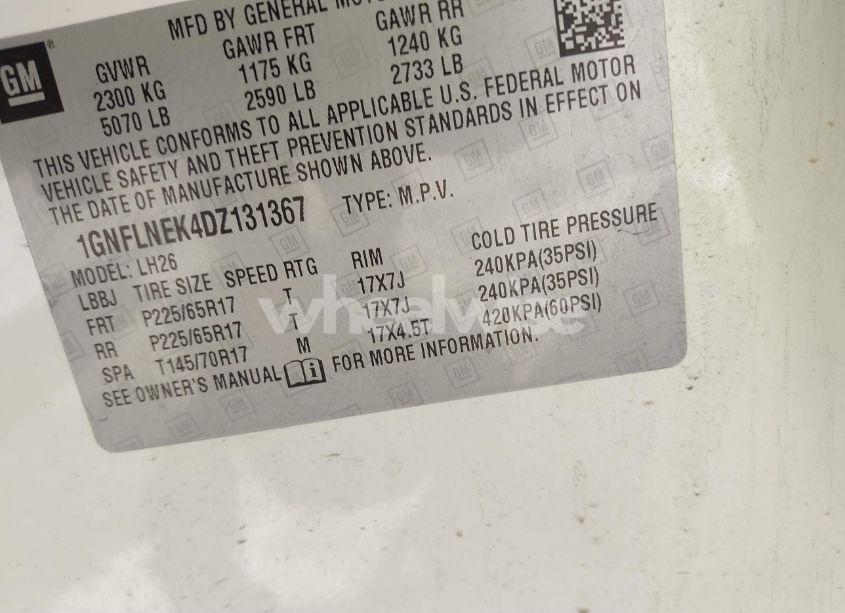 GM
MFD BY GENERAL
GVWR GAWR FRT GAWR RR
2300 KG 1175 KG 1240 KG
5070 LB 2590 LB 2733 LB
THIS VEHICLE CONFORMS TO ALL APPLICABLE U.S. FEDERAL MOTOR
VEHICLE SAFETY AND THEFT PREVENTION STANDARDS IN EFFECT ON
THE DATE OF MANUFACTURE SHOWN ABOVE.
1GNFLNEK4DZ131367 TYPE: M.P.V.
MODEL: LH26
LBBJ TIRE SIZE SPEED RTG RIM COLD TIRE PRESSURE
FRT P225/65R17 T 17X7J 240KPA(35PSI)
RR P225/65R17 T 17X7J 240KPA(35PSI)
SPA T145/70R17 M 17X4.5T 420KPA(60PSI)
SEE OWNER'S MANUAL FOR MORE INFORMATION.
wheelwise